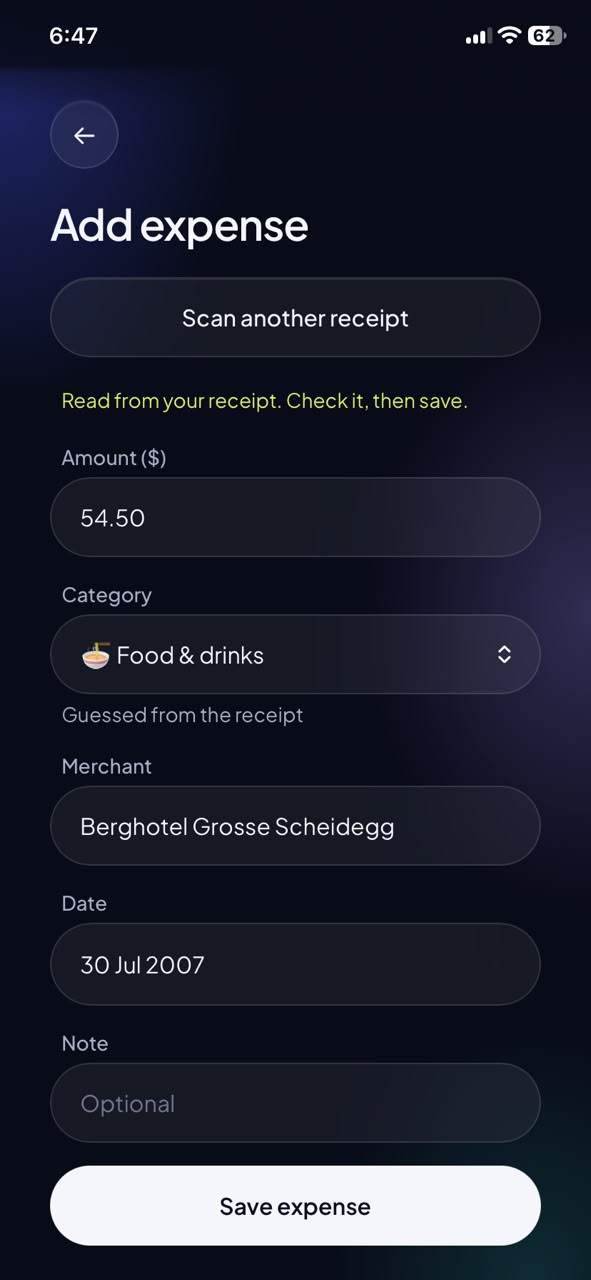 6:47
62
Add expense
Scan another receipt
Read from your receipt. Check it, then save.
Amount ($)
54.50
Category
🍜 Food & drinks
Guessed from the receipt
Merchant
Berghotel Grosse Scheidegg
Date
30 Jul 2007
Note
Optional
Save expense